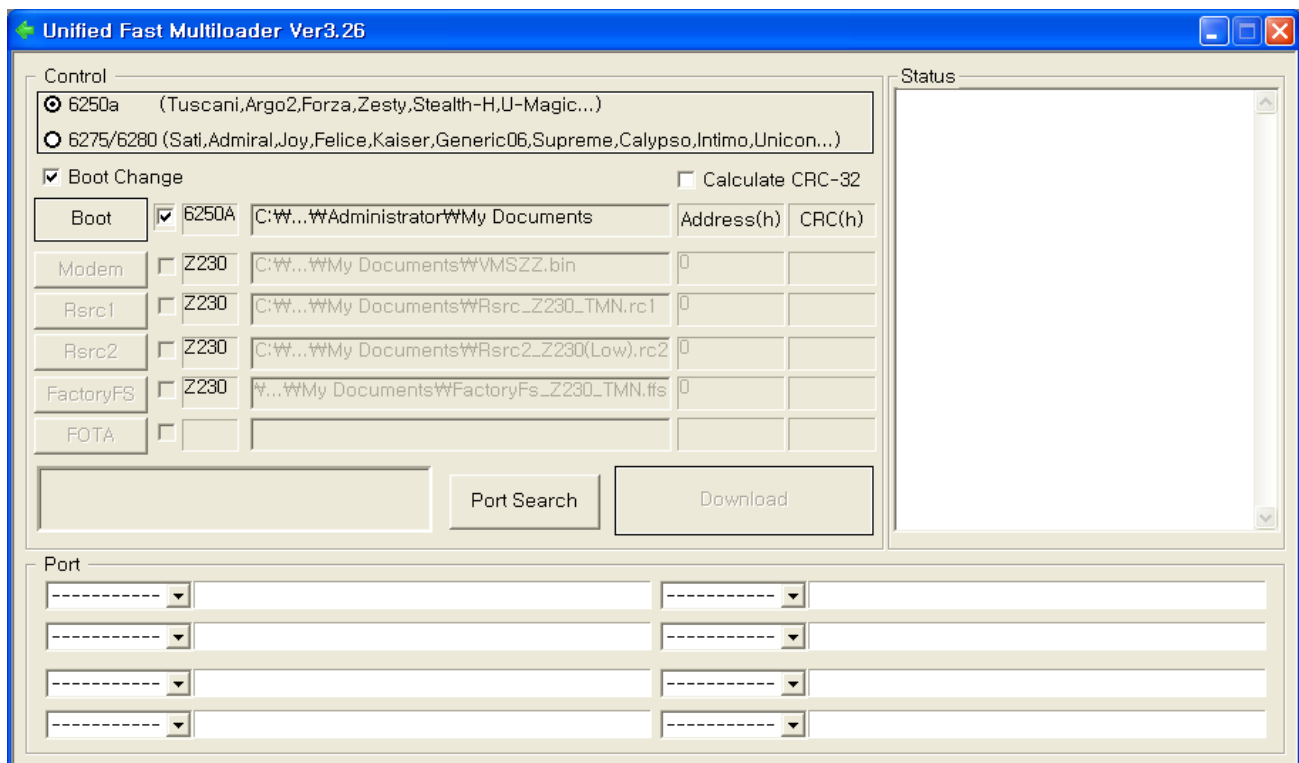 Unified Fast Multiloader Ver3.26
Control
6250a (Tuscani,Argo2,Forza,Zesty,Stealth-H,U-Magic...)
6275/6280 (Sati,Admiral,Joy,Felice,Kaiser,Generic06,Supreme,Calypso,Intimo,Unicon...)
Boot Change
Calculate CRC-32
Boot 6250A C:₩...₩Administrator₩My Documents Address(h) CRC(h)
Modem Z230 C:₩...₩My Documents₩VMSZZ.bin 0
Rsrc1 Z230 C:₩...₩My Documents₩Rsrc_Z230_TMN.rc1 0
Rsrc2 Z230 C:₩...₩My Documents₩Rsrc2_Z230(Low).rc2 0
FactoryFS Z230 ₩...₩My Documents₩FactoryFs_Z230_TMN.ffs 0
FOTA
Port Search Download
Status
Port
----------- -----------
----------- -----------
----------- -----------
----------- -----------